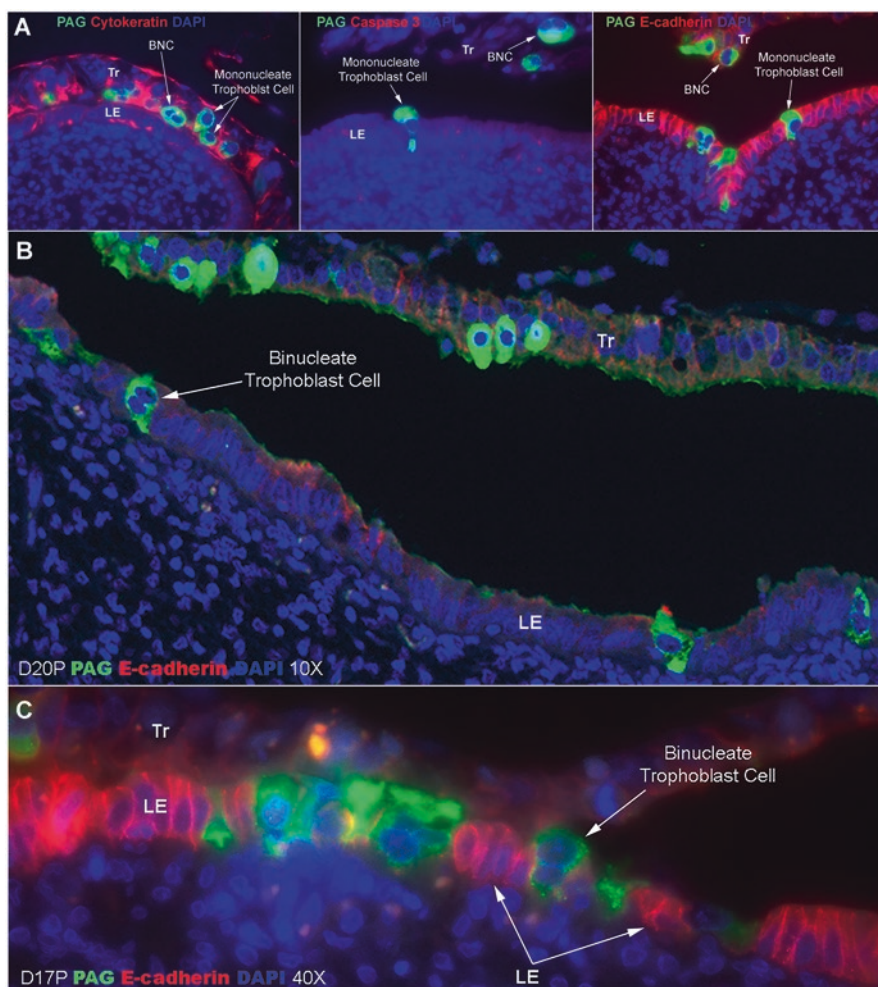 A
PAG Cytokeratin DAPI
BNC
Tr
Mononucleate
Trophoblst Cell
LE
PAG Caspase 3 DAPI
BNC
Tr
Mononucleate
Trophoblast Cell
LE
PAG E-cadherin DAPI
Tr
BNC
Mononucleate
Trophoblast Cell
LE
B
Binucleate
Trophoblast Cell
Tr
LE
D20P PAG E-cadherin DAPI 10X
C
Tr
Binucleate
Trophoblast Cell
LE
LE
D17P PAG E-cadherin DAPI 40X